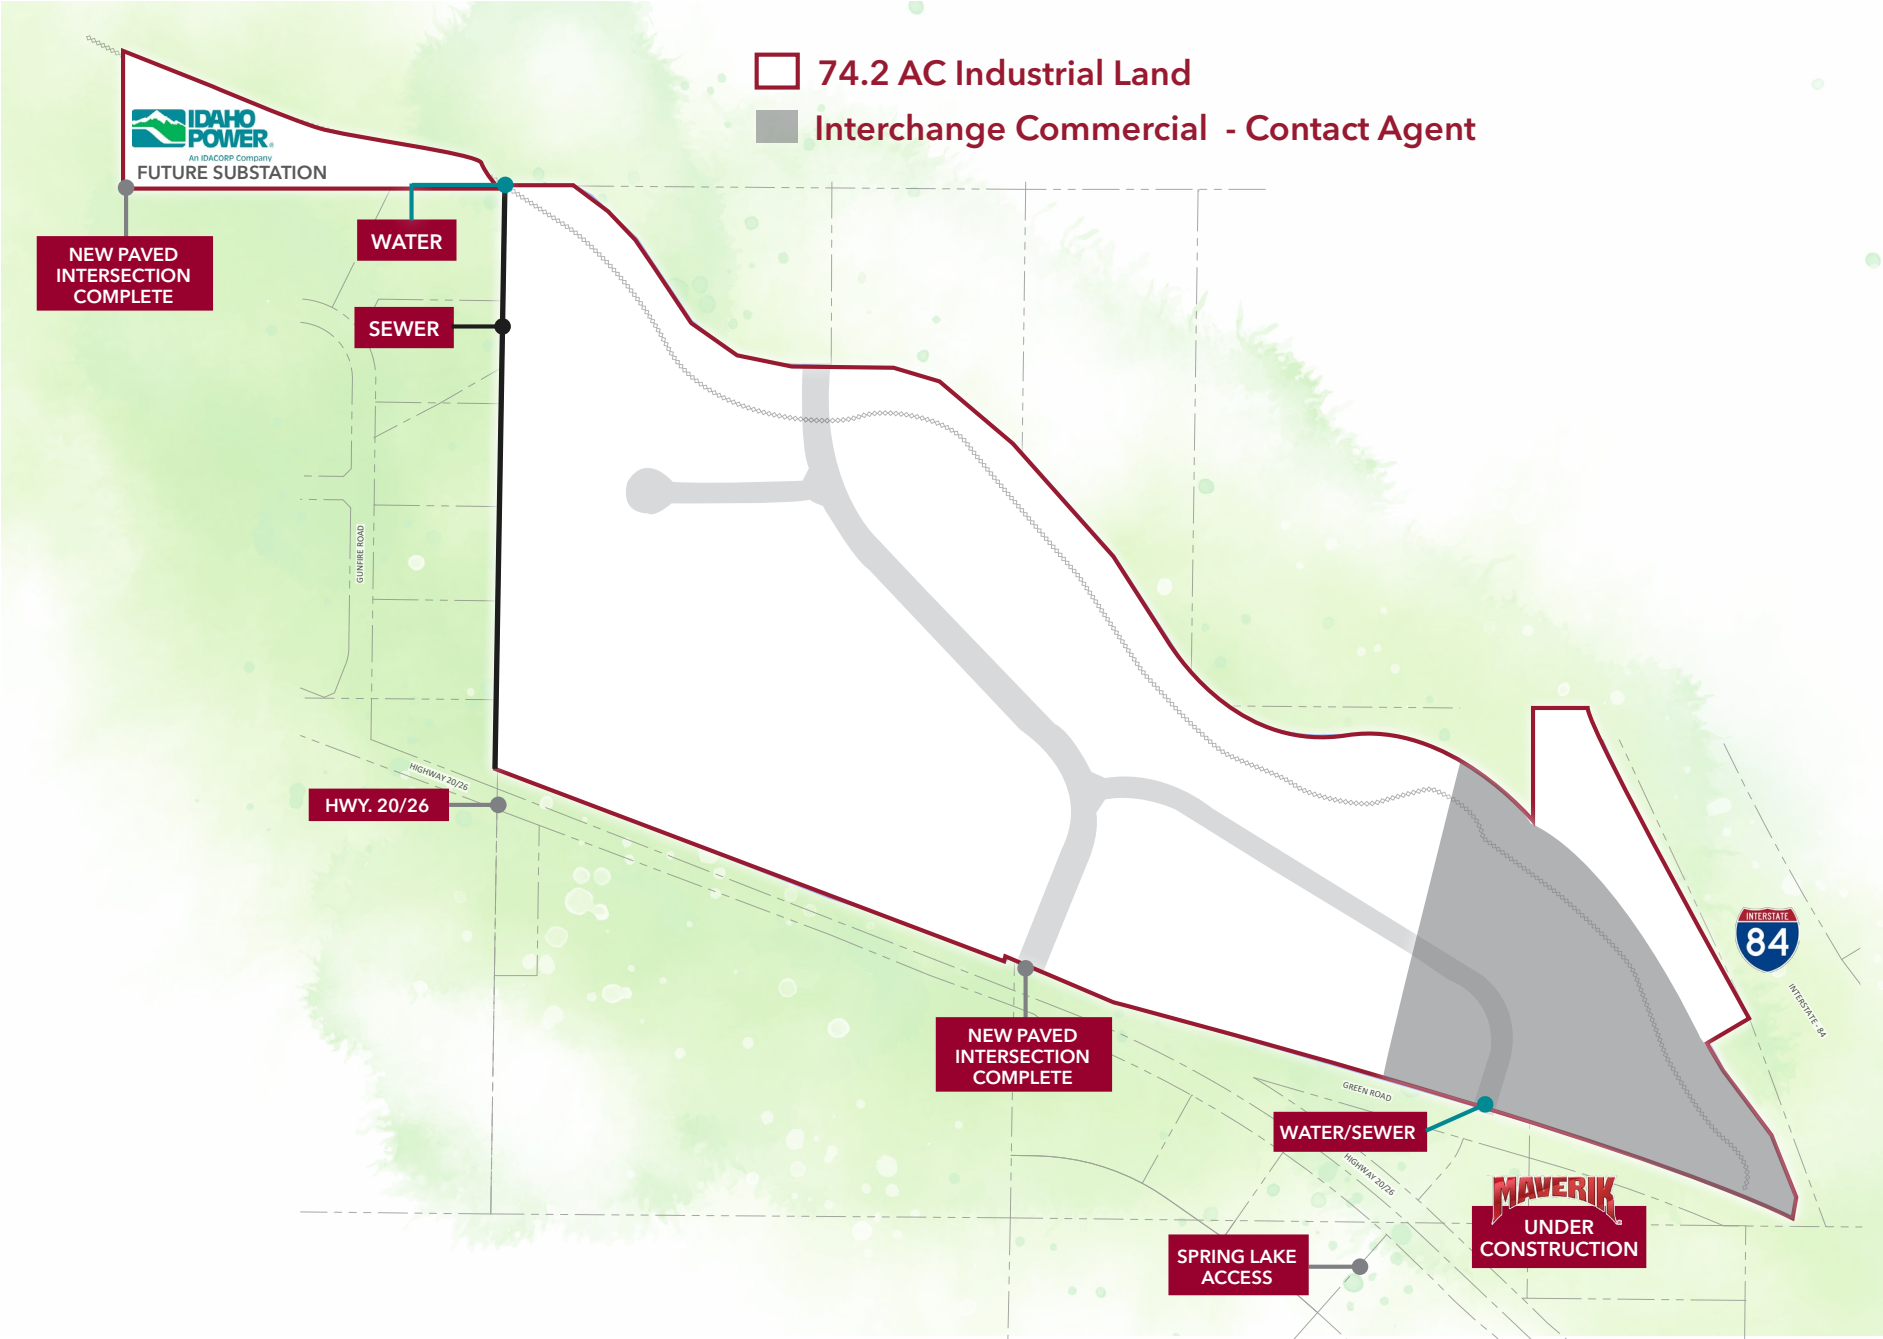 74.2 AC Industrial Land
Interchange Commercial - Contact Agent
IDAHO
POWER®
An IDACORP Company
FUTURE SUBSTATION
NEW PAVED
INTERSECTION
COMPLETE
WATER
SEWER
GUNFIRE ROAD
HIGHWAY 20/26
HWY. 20/26
NEW PAVED
INTERSECTION
COMPLETE
INTERSTATE
84
INTERSTATE - 84
GREEN ROAD
WATER/SEWER
HIGHWAY 20/26
MAVERIK
UNDER
CONSTRUCTION
SPRING LAKE
ACCESS